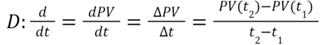 D: d/dt = dPV/dt = ΔPV/Δt = (PV(t₂)−PV(t₁))/(t₂−t₁)